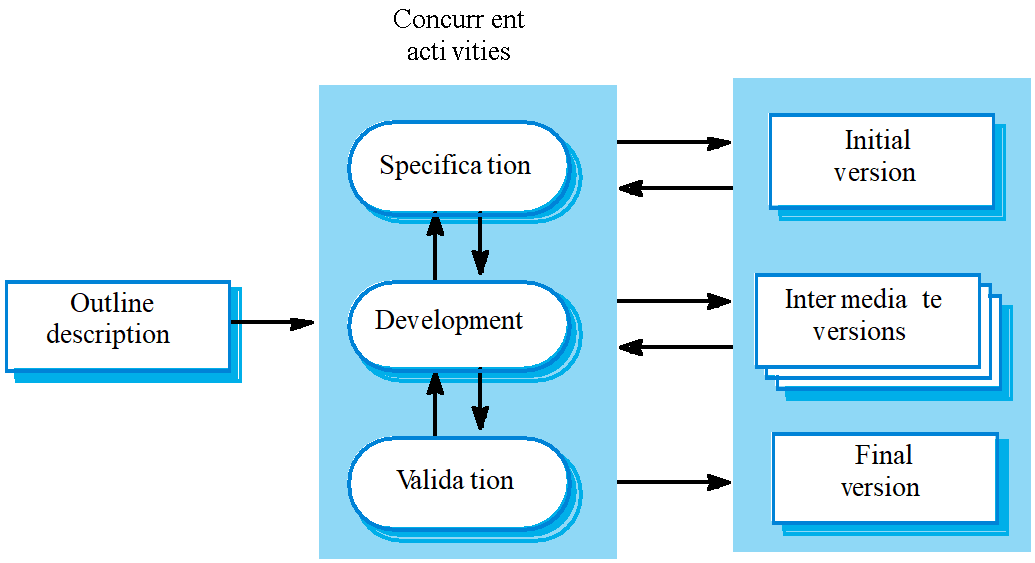 Concurr ent
acti vities
Specifica tion
Initial
version
Outline
description
Development
Inter media te
versions
Valida tion
Final
version